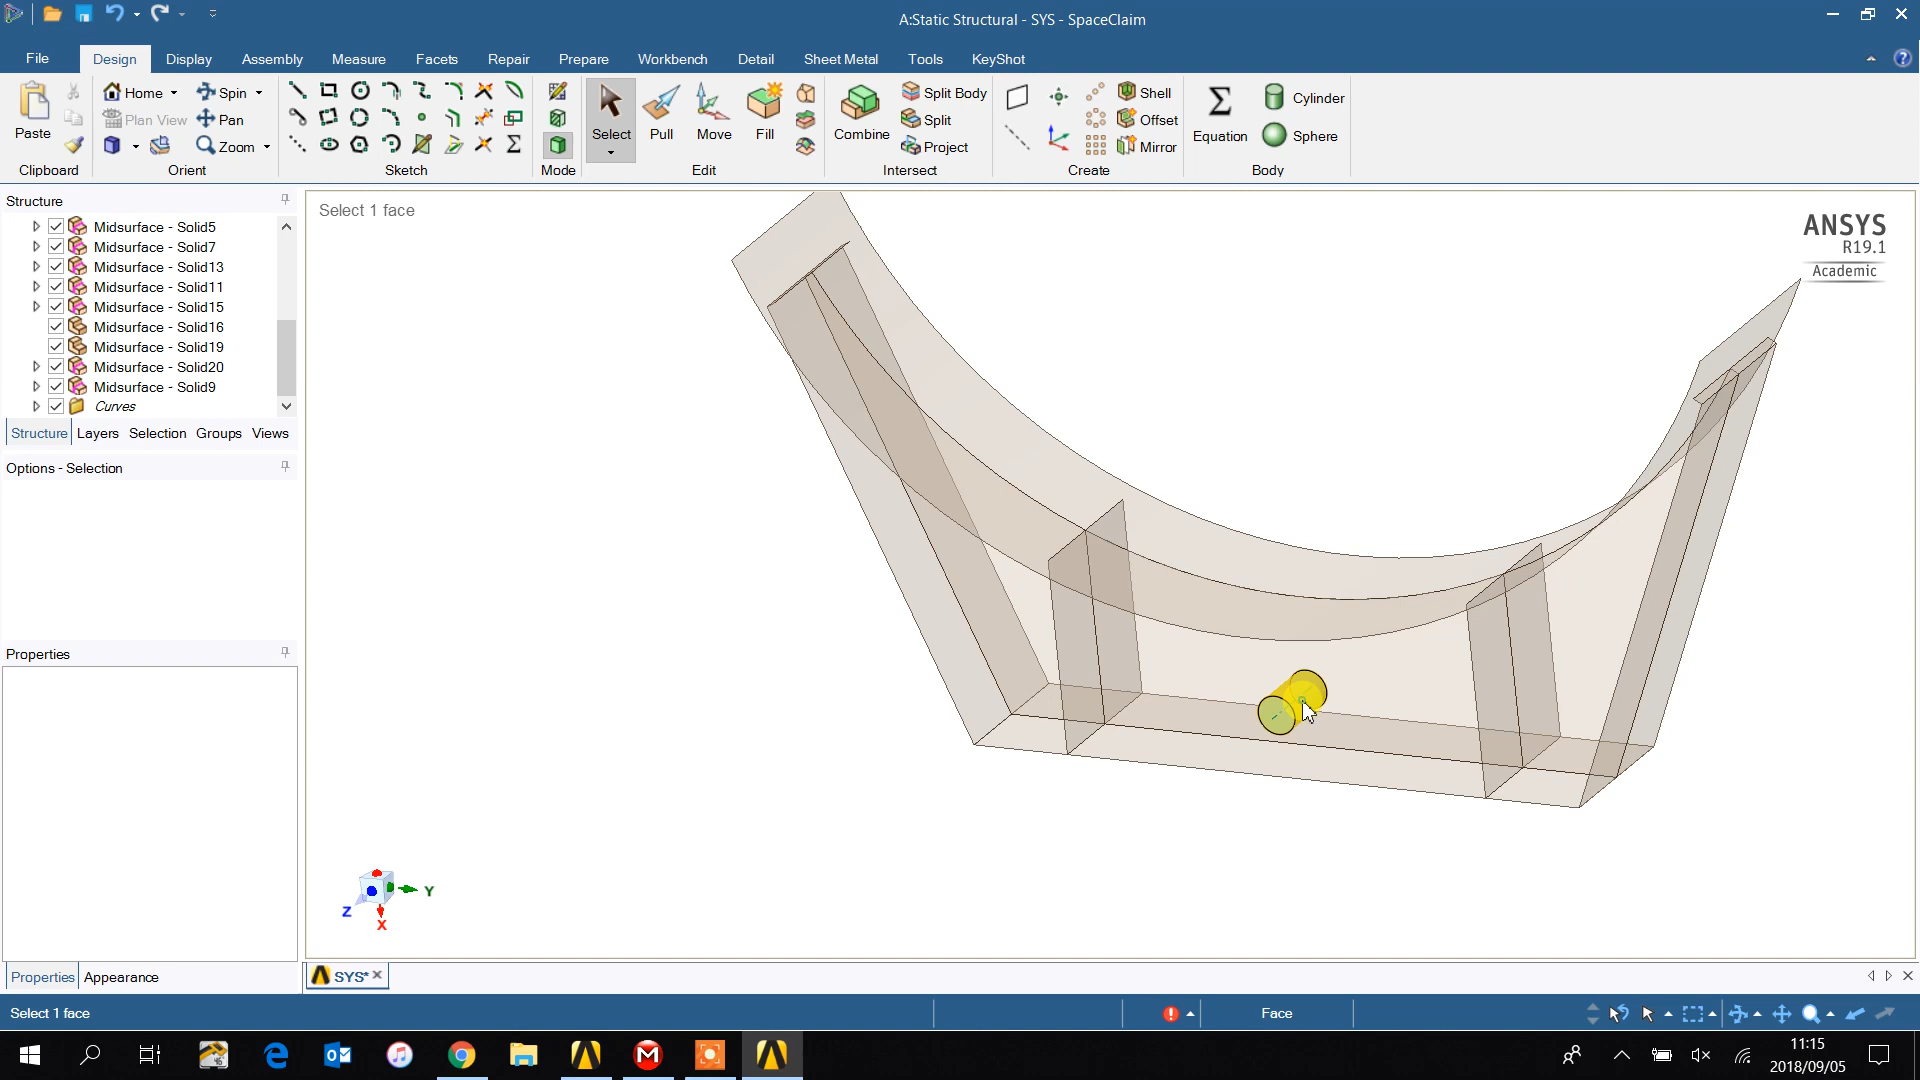 A:Static Structural - SYS - SpaceClaim
File Design Display Assembly Measure Facets Repair Prepare Workbench Detail Sheet Metal Tools KeyShot
Paste
Clipboard
Home Spin
Plan View Pan
Zoom
Orient
Sketch
Mode
Select Pull Move Fill
Edit
Combine
Split Body
Split
Project
Intersect
Shell
Offset
Mirror
Create
Equation
Cylinder
Sphere
Body
Structure
Midsurface - Solid5
Midsurface - Solid7
Midsurface - Solid13
Midsurface - Solid11
Midsurface - Solid15
Midsurface - Solid16
Midsurface - Solid19
Midsurface - Solid20
Midsurface - Solid9
Curves
Structure Layers Selection Groups Views
Options - Selection
Properties
Properties Appearance
Select 1 face
ANSYS
R19.1
Academic
Y
Z
X
SYS*
Select 1 face
Face
11:15
2018/09/05